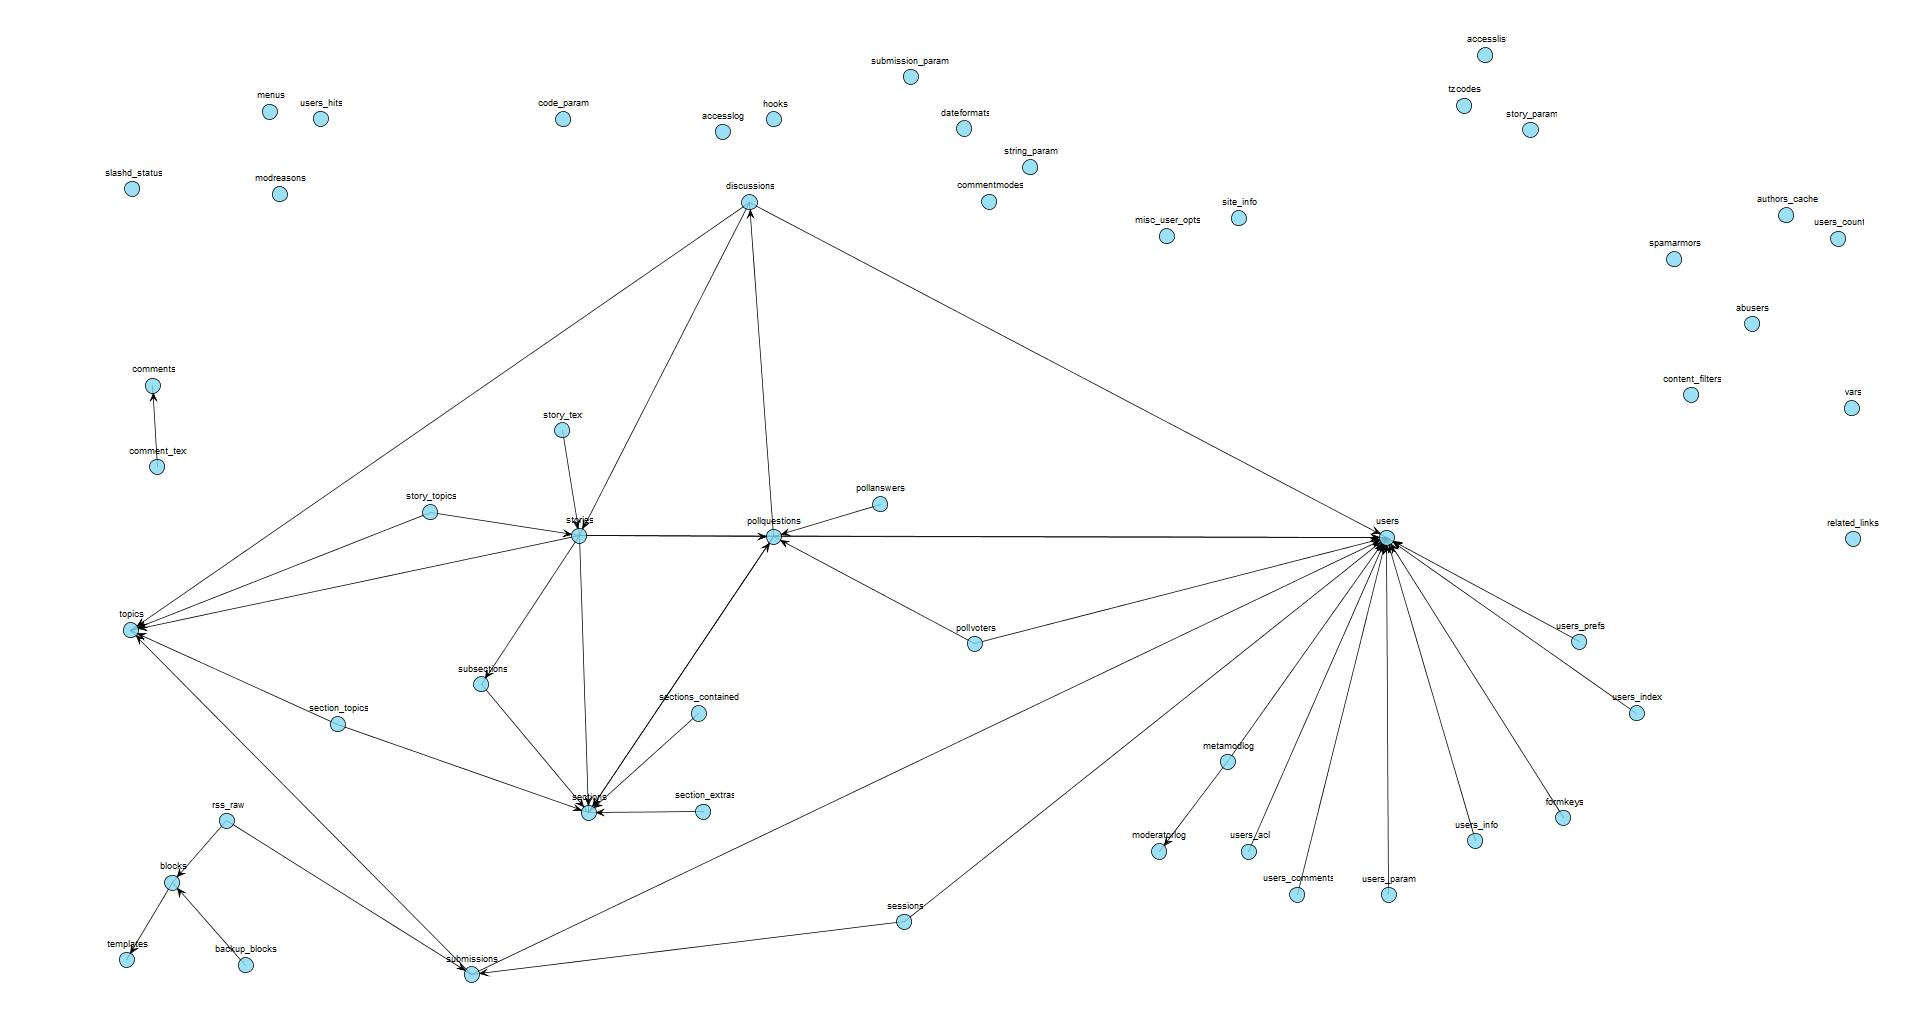 accesslis
submission_param
tzcodes
menus
users_hits
code_param
hooks
accesslog
dateformats
story_param
string_param
slashd_status
modreasons
discussions
commentmodes
site_info
misc_user_opts
authors_cache
users_count
spamarmors
abusers
comments
content_filters
vars
story_tex
comment_tex
pollanswers
story_topics
stories
pollquestions
users
related_links
topics
pollvoters
users_prefs
subsections
sections_contained
users_index
section_topics
metamodlog
sections
section_extras
rss_raw
formkeys
users_info
moderatorlog
users_acl
blocks
users_comments
users_param
sessions
templates
backup_blocks
submissions